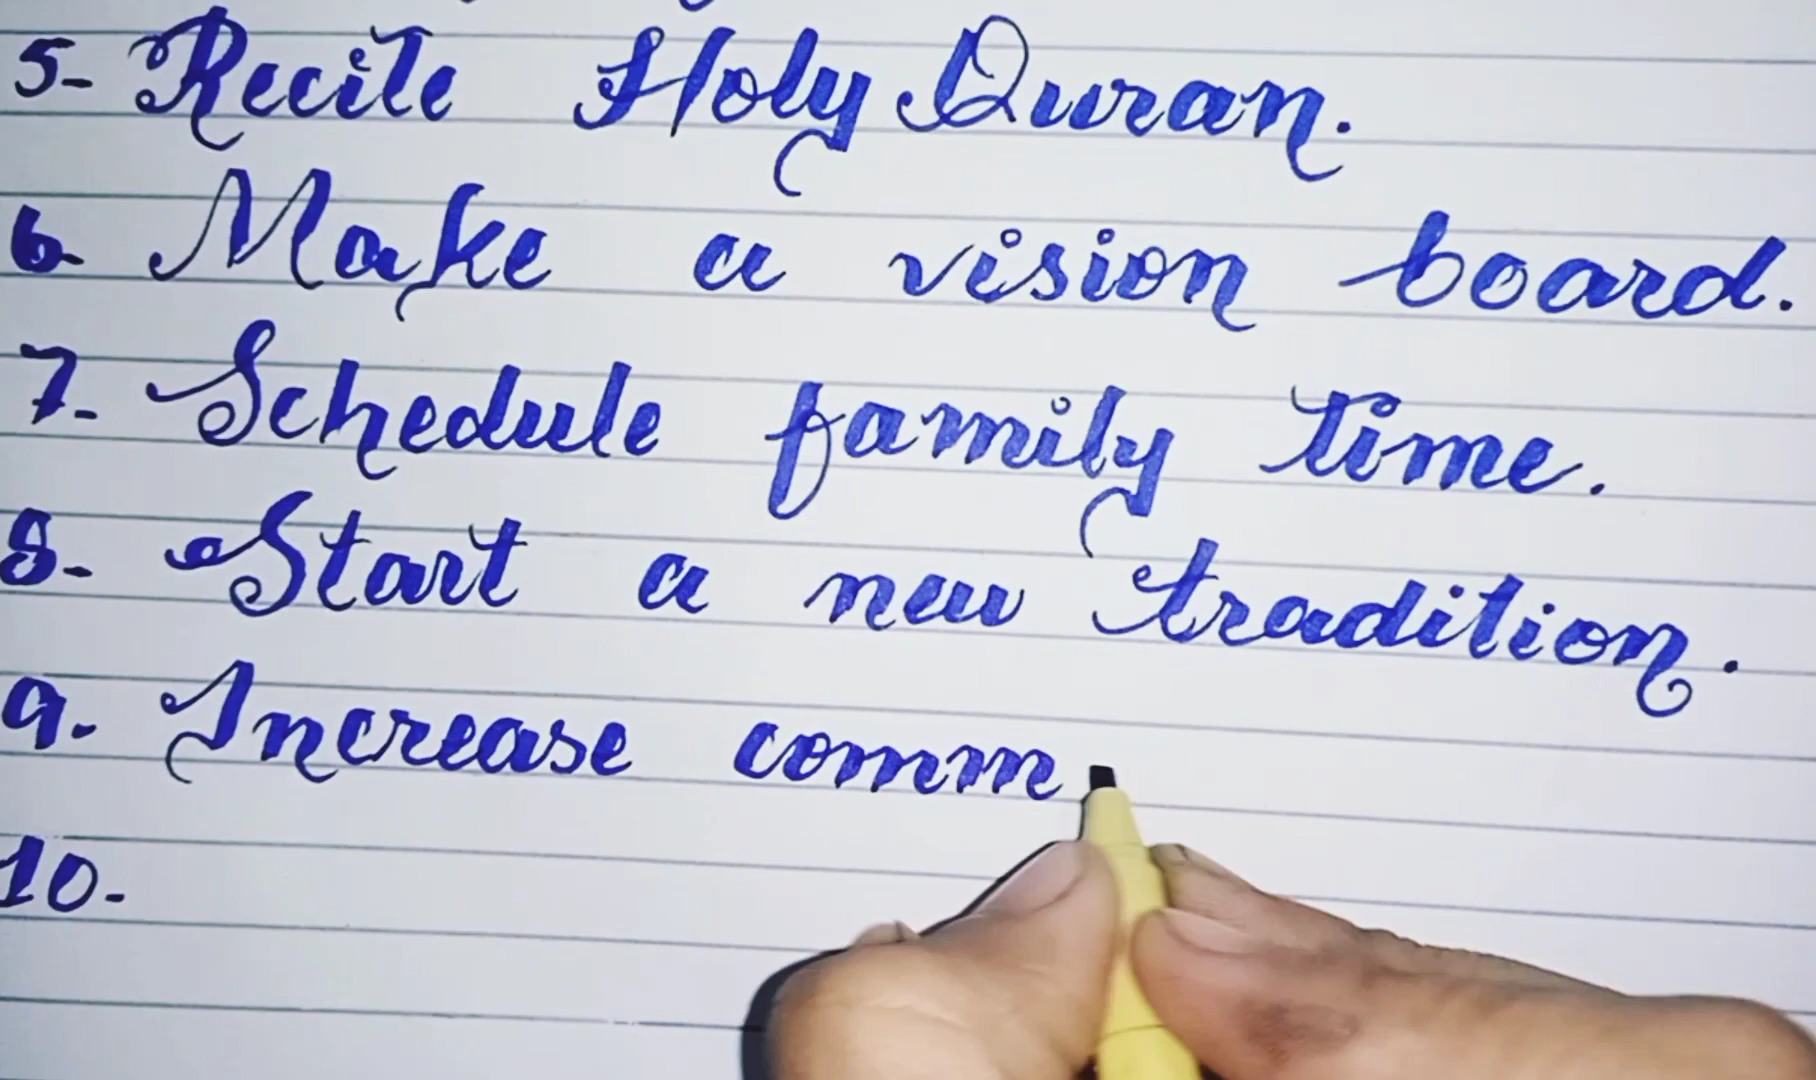 5- Recite Holy Quran.
6- Make a vision board.
7- Schedule family time.
8- Start a new tradition.
9- Increase comm
10-